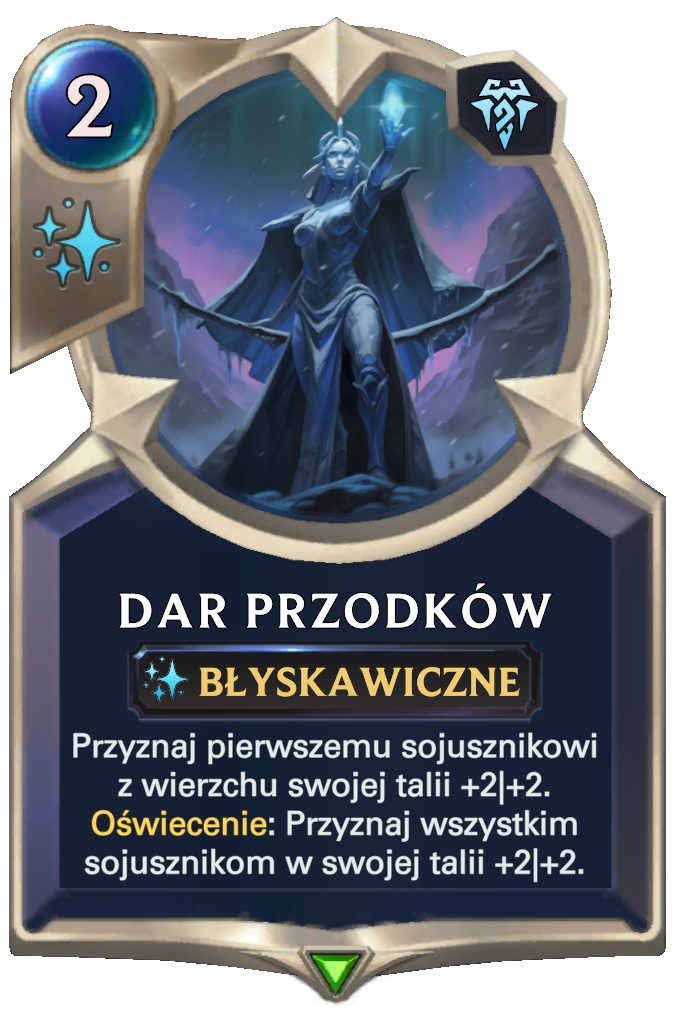 2
DAR PRZODKÓW
BŁYSKAWICZNE
Przyznaj pierwszemu sojusznikowi
z wierzchu swojej talii +2|+2.
Oświecenie: Przyznaj wszystkim
sojusznikom w swojej talii +2|+2.